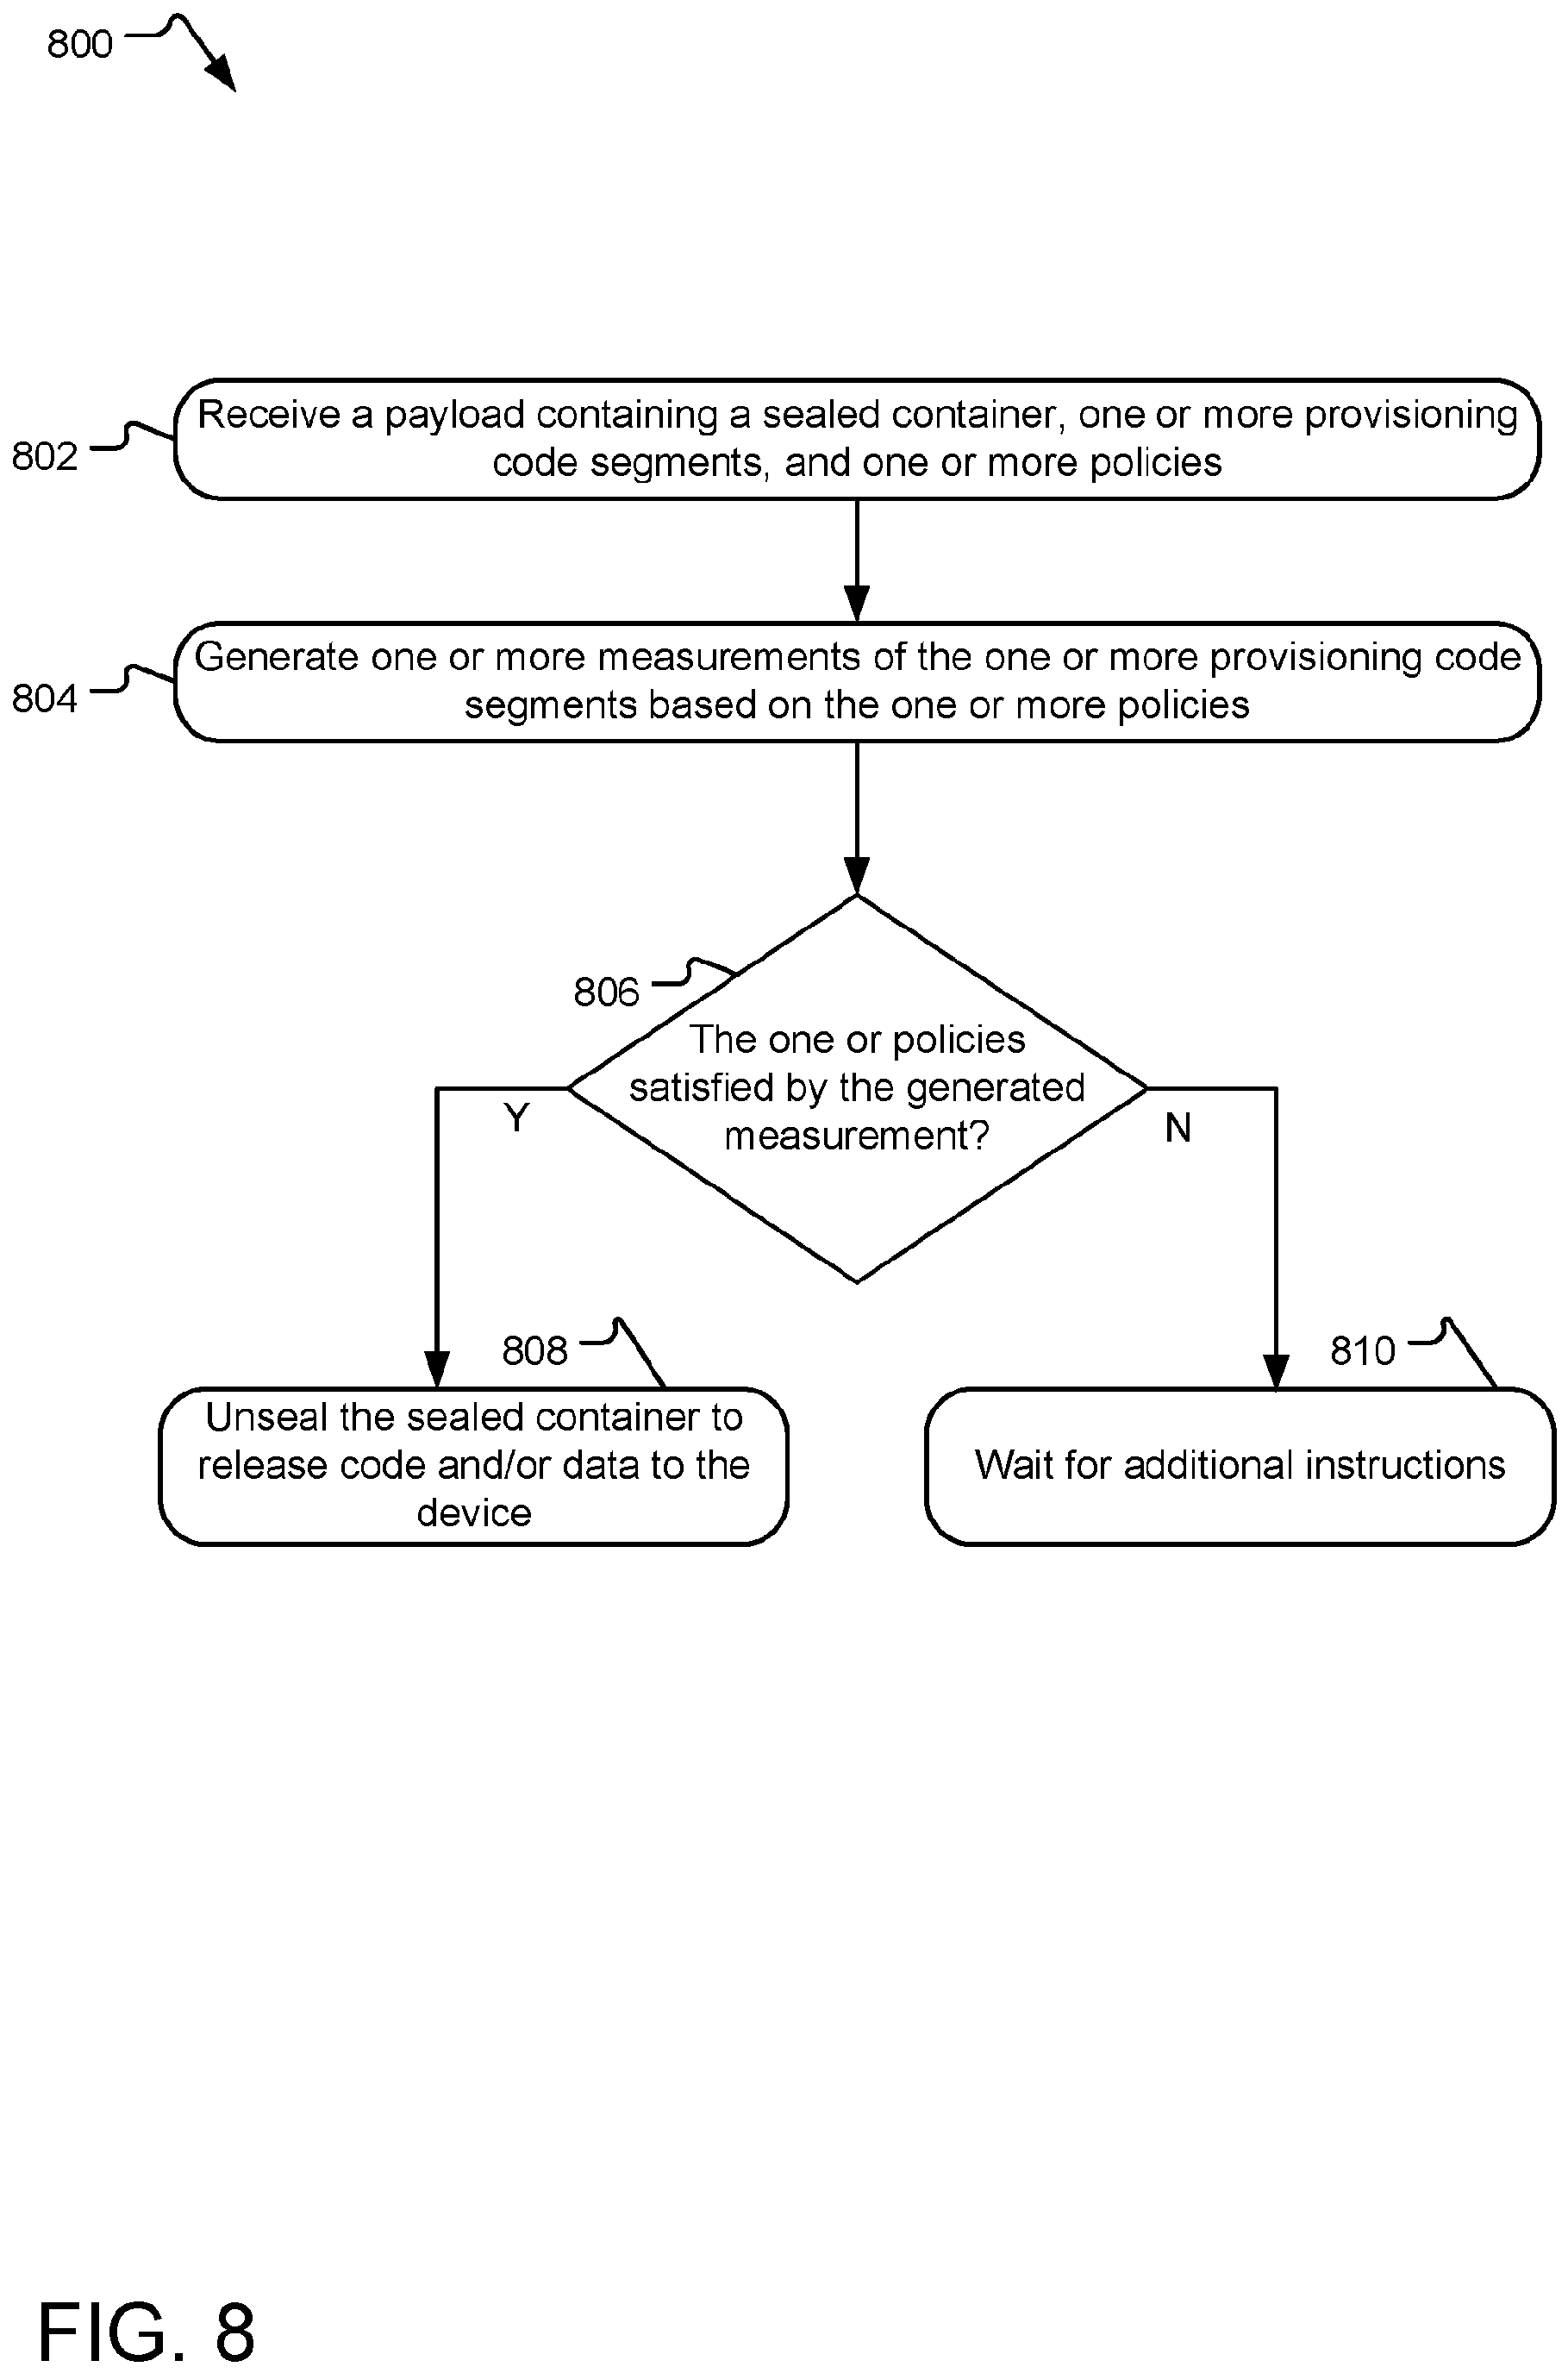 800
802
Receive a payload containing a sealed container, one or more provisioning
code segments, and one or more policies
804
Generate one or more measurements of the one or more provisioning code
segments based on the one or more policies
806
The one or policies
satisfied by the generated
measurement?
Y
N
808
Unseal the sealed container to
release code and/or data to the
device
810
Wait for additional instructions
FIG. 8